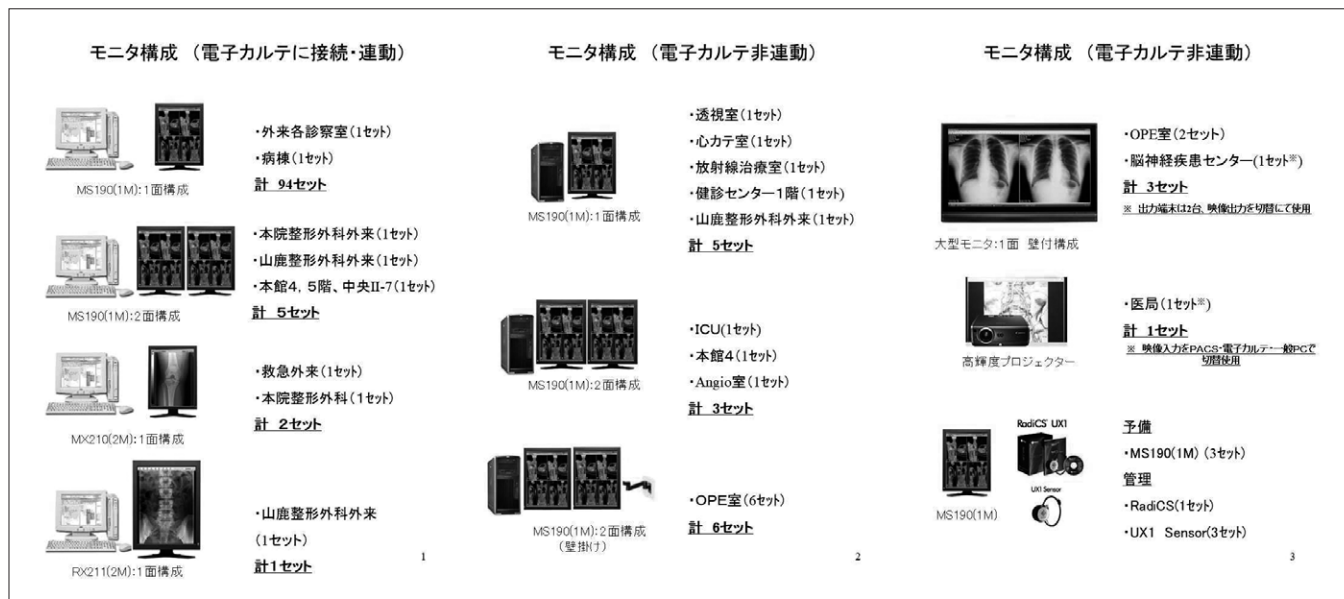 モニタ構成 （電子カルテに接続・連動）
MS190(1M):1面構成
・外来各診察室(1セット)
・病棟(1セット)
計 94セット
MS190(1M):2面構成
・本院整形外科外来(1セット)
・山鹿整形外科外来(1セット)
・本館4, 5階、中央II-7(1セット)
計 5セット
MX210(2M):1面構成
・救急外来(1セット)
・本院整形外科(1セット)
計 2セット
RX211(2M):1面構成
・山鹿整形外科外来
(1セット)
計1セット
1
モニタ構成 （電子カルテ非連動）
MS190(1M):1面構成
・透視室(1セット)
・心カテ室(1セット)
・放射線治療室(1セット)
・健診センター1階(1セット)
・山鹿整形外科外来(1セット)
計 5セット
MS190(1M):2面構成
・ICU(1セット)
・本館4(1セット)
・Angio室(1セット)
計 3セット
MS190(1M):2面構成
(壁掛け)
・OPE室(6セット)
計 6セット
2
モニタ構成 （電子カルテ非連動）
大型モニタ:1面 壁付構成
・OPE室(2セット)
・脳神経疾患センター(1セット※)
計 3セット
※ 出力端末は2台、映像出力を切替にて使用
高輝度プロジェクター
・医局(1セット※)
計 1セット
※ 映像入力をPACS・電子カルテ・一般PCで
切替使用
MS190(1M)
RadiCS UX1
UX1 Sensor
予備
・MS190(1M) (3セット)
管理
・RadiCS(1セット)
・UX1 Sensor(3セット)
3